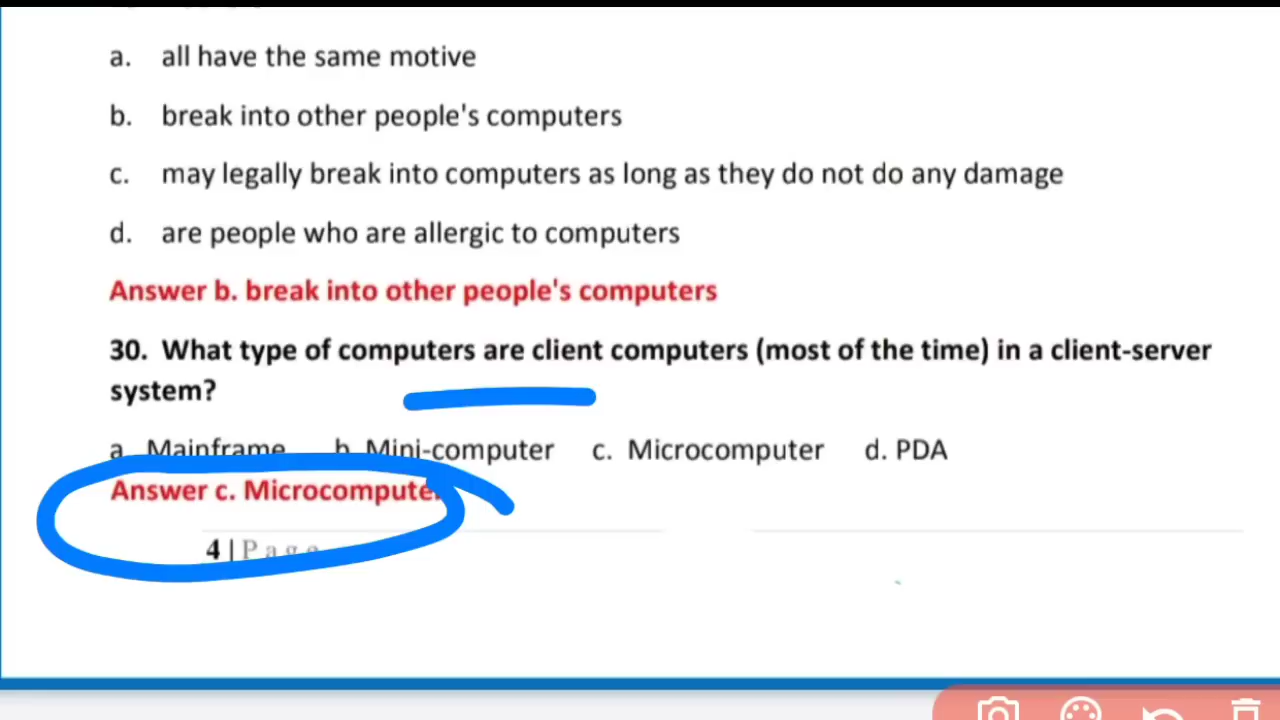 a. all have the same motive
b. break into other people's computers
c. may legally break into computers as long as they do not do any damage
d. are people who are allergic to computers
Answer b. break into other people's computers
30. What type of computers are client computers (most of the time) in a client-server
system?
a. Mainframe b. Mini-computer c. Microcomputer d. PDA
Answer c. Microcomputer
4 | P a g e